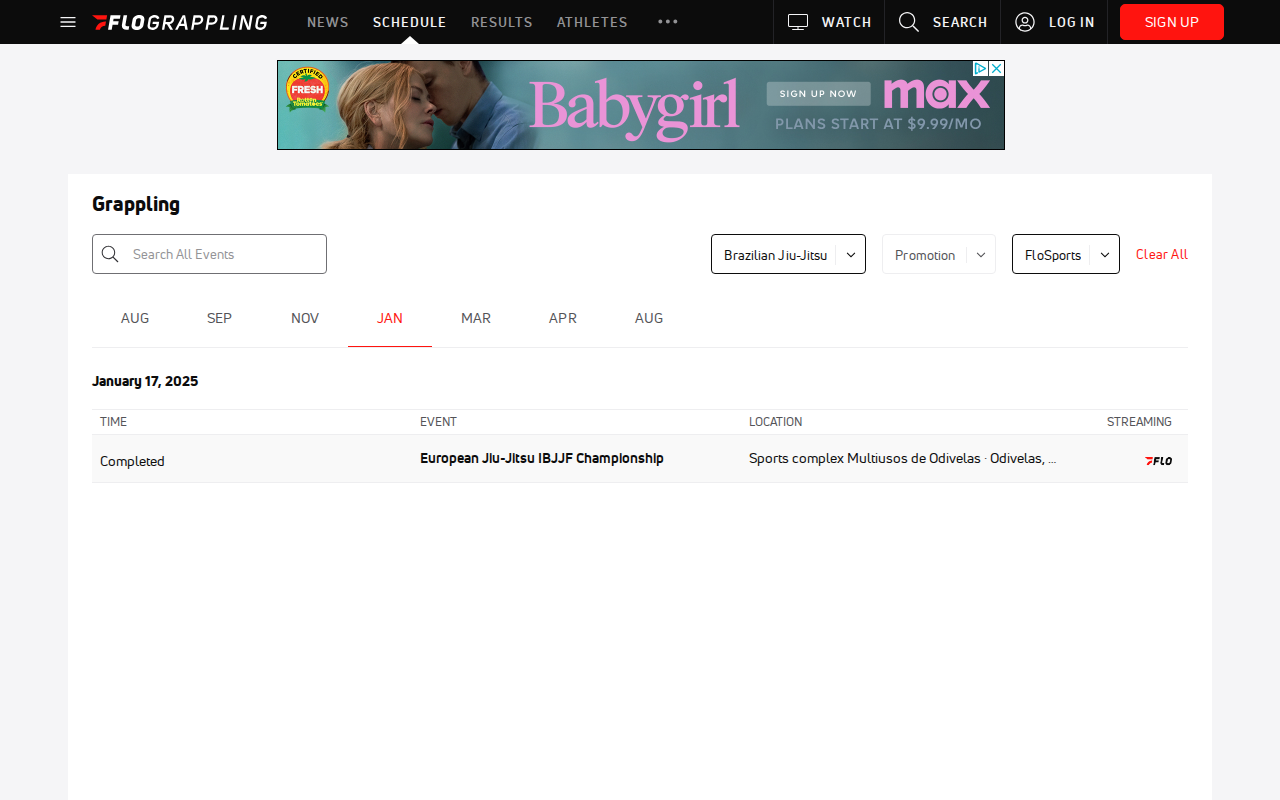 FLOGRAPPLING NEWS SCHEDULE RESULTS ATHLETES ••• WATCH SEARCH LOG IN SIGN UP
CERTIFIED FRESH Rotten Tomatoes Babygirl SIGN UP NOW max
PLANS START AT $9.99/MO
Grappling
Search All Events Brazilian Jiu-Jitsu Promotion FloSports Clear All
AUG SEP NOV JAN MAR APR AUG
January 17, 2025
TIME EVENT LOCATION STREAMING
Completed European Jiu-Jitsu IBJJF Championship Sports complex Multiusos de Odivelas · Odivelas, ... FLO